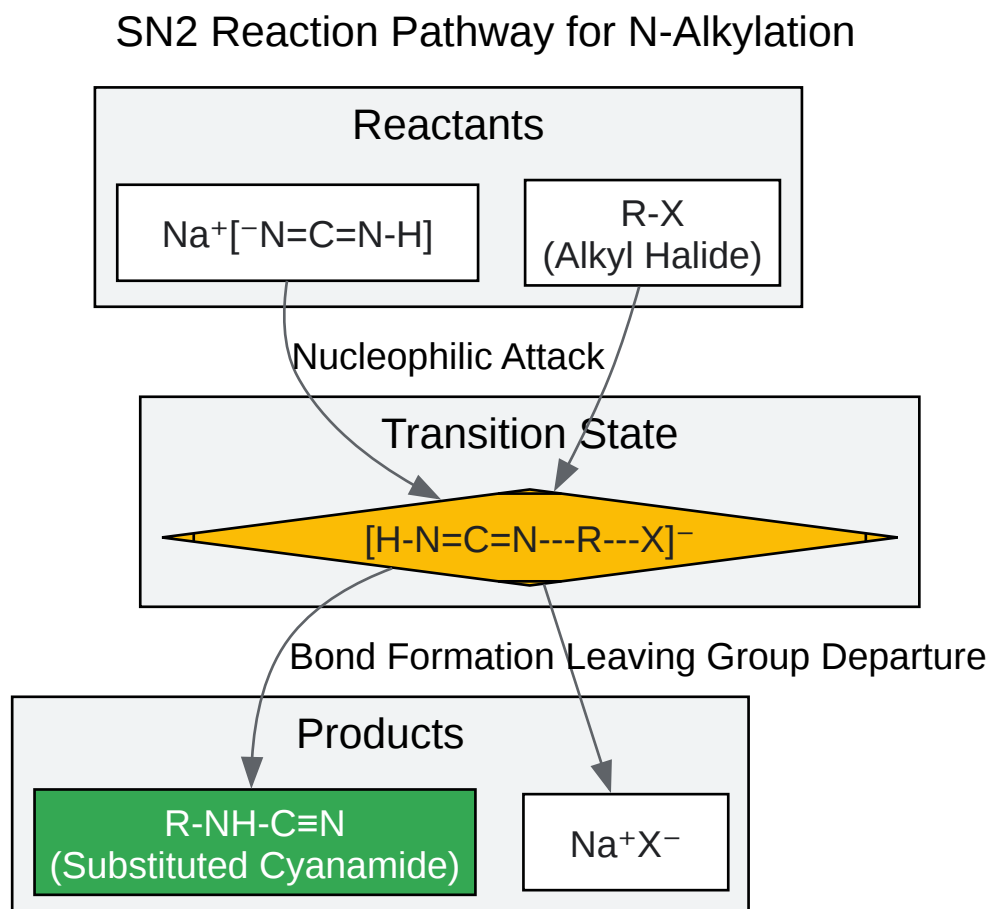 SN2 Reaction Pathway for N-Alkylation
Reactants
Na⁺[⁻N=C=N-H]
R-X
(Alkyl Halide)
Nucleophilic Attack
Transition State
[H-N=C=N---R---X]⁻
Bond Formation
Leaving Group Departure
Products
R-NH-C≡N
(Substituted Cyanamide)
Na⁺X⁻